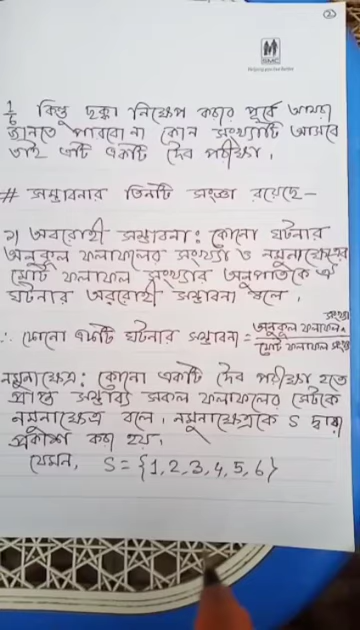 ②
SMC
1/6 কিন্তু ছক্কা নিক্ষেপ করার পূর্বে আমরা
জানতে পারবো না কোন সংখ্যাটি আসবে
তাই এটি একটি দৈব পরীক্ষা।
# সম্ভাবনার তিনটি সংজ্ঞা রয়েছে—
১) অবরোহী সম্ভাবনা: কোনো ঘটনার
অনুকূল ফলাফলের সংখ্যা ও নমুনাক্ষেত্রের
মোট ফলাফল সংখ্যার অনুপাতকে ঐ
ঘটনার অবরোহী সম্ভাবনা বলে।
∴ কোনো একটি ঘটনার সম্ভাবনা = অনুকূল ফলাফল সংখ্যা / মোট ফলাফল সংখ্যা
নমুনাক্ষেত্র: কোনো একটি দৈব পরীক্ষা হতে
প্রাপ্ত সম্ভাব্য সকল ফলাফলের সেটকে
নমুনাক্ষেত্র বলে। নমুনাক্ষেত্রকে S দ্বারা
প্রকাশ করা হয়।
যেমন, S = {1, 2, 3, 4, 5, 6}